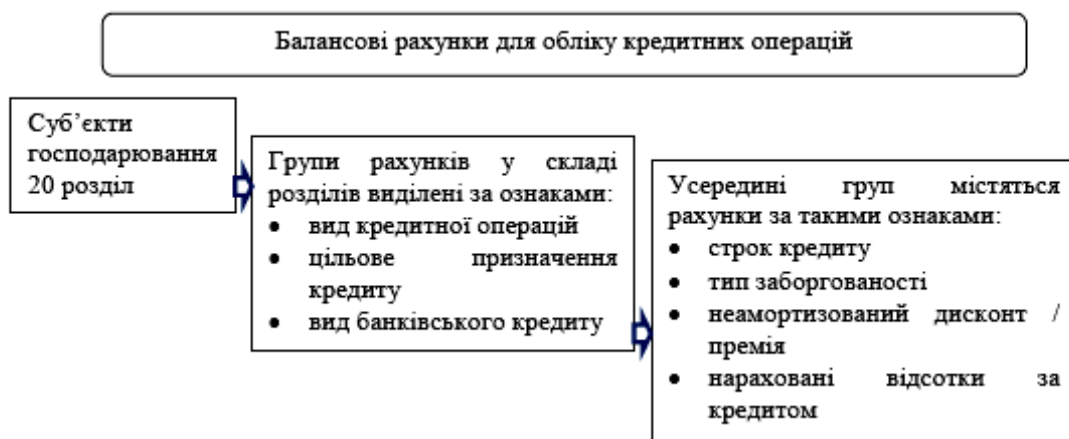 Балансові рахунки для обліку кредитних операцій
Суб’єкти
господарювання
20 розділ
Групи рахунків у складі
розділів виділені за ознаками:
• вид кредитної операцій
• цільове призначення
кредиту
• вид банківського кредиту
Усередині груп містяться
рахунки за такими ознаками:
• строк кредиту
• тип заборгованості
• неамортизований дисконт /
премія
• нараховані відсотки за
кредитом